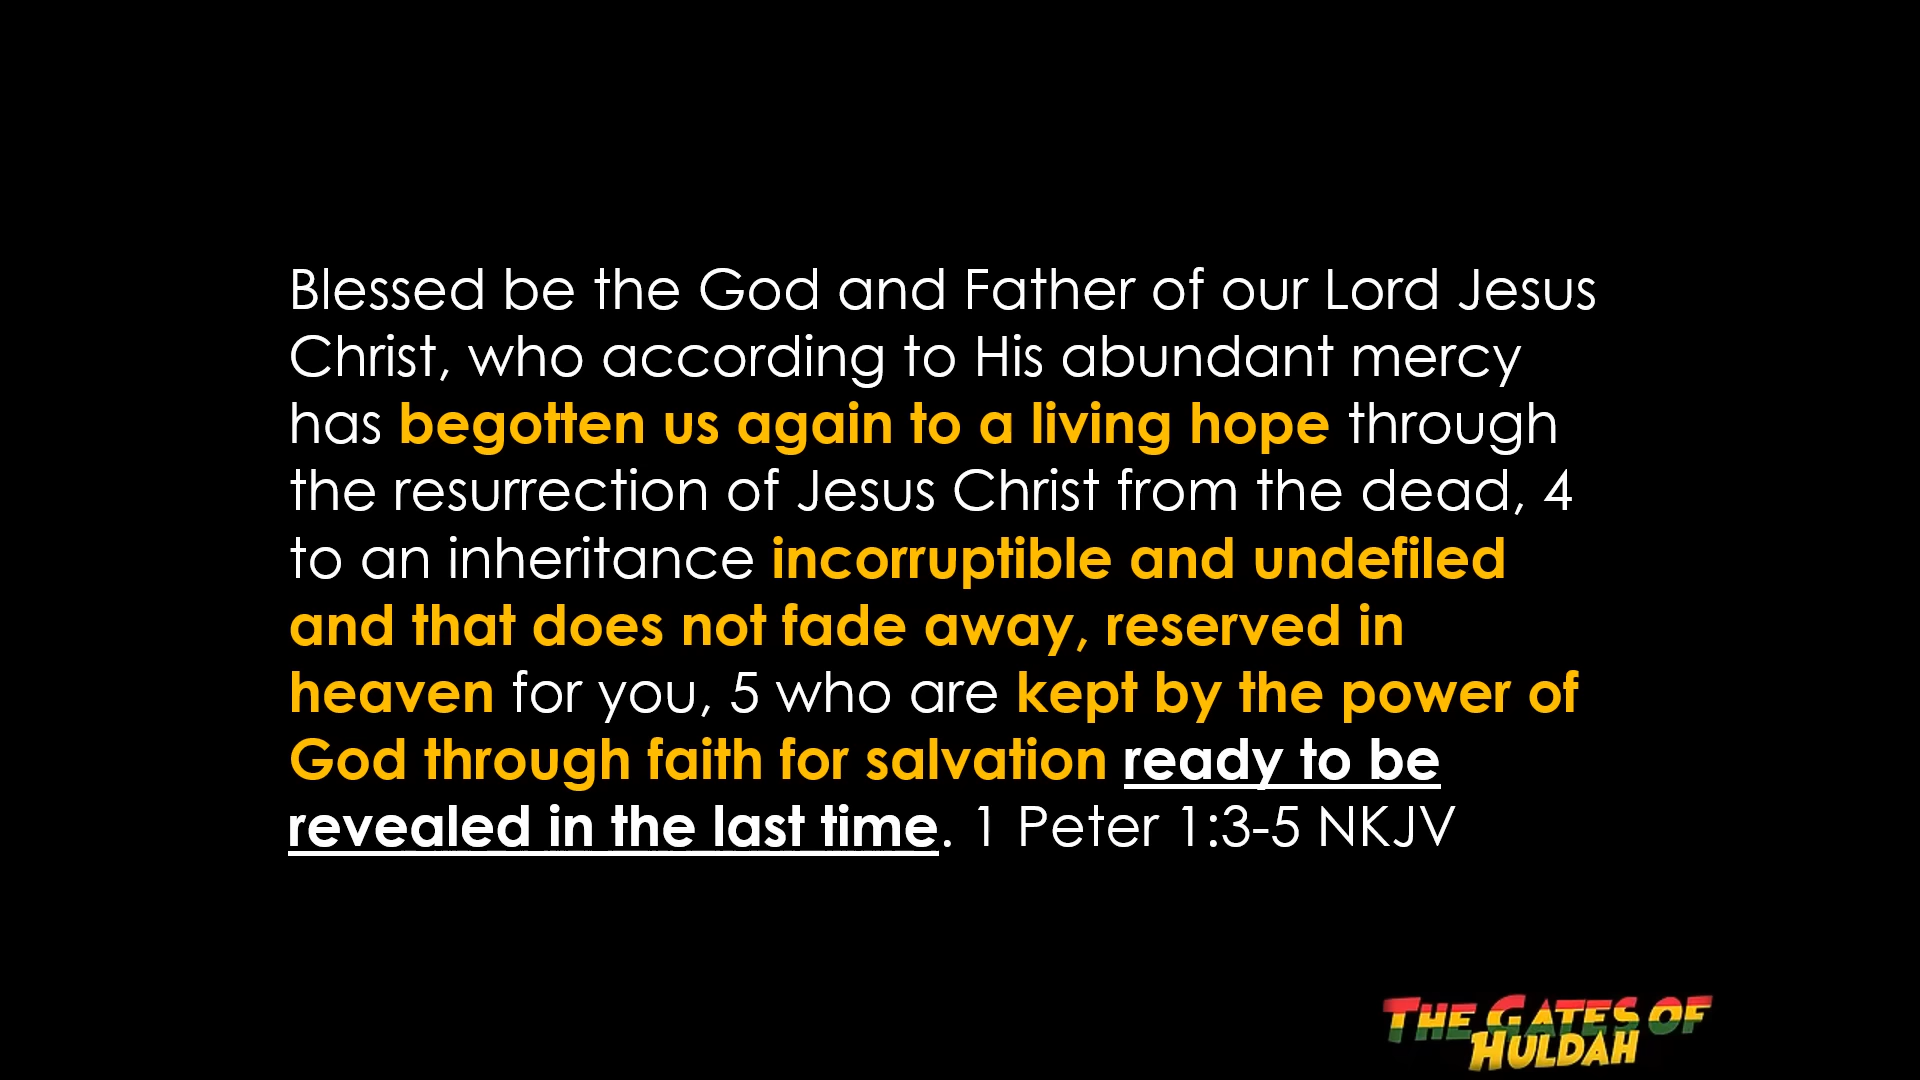 Blessed be the God and Father of our Lord Jesus
Christ, who according to His abundant mercy
has begotten us again to a living hope through
the resurrection of Jesus Christ from the dead, 4
to an inheritance incorruptible and undefiled
and that does not fade away, reserved in
heaven for you, 5 who are kept by the power of
God through faith for salvation ready to be
revealed in the last time. 1 Peter 1:3-5 NKJV
THE GATES OF
HULDAH